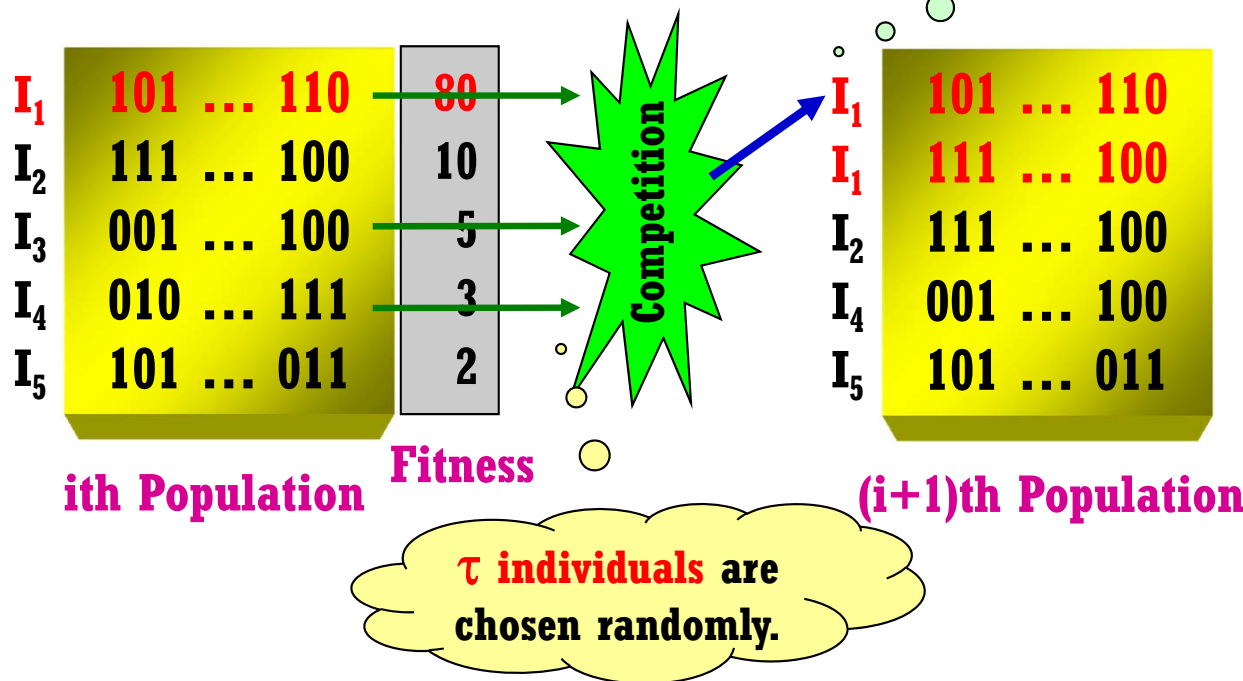 I₁ 101 ... 110 80
I₂ 111 ... 100 10
I₃ 001 ... 100 5
I₄ 010 ... 111 3
I₅ 101 ... 011 2
ith Population
Fitness
Competition
I₁ 101 ... 110
I₁ 111 ... 100
I₂ 111 ... 100
I₄ 001 ... 100
I₅ 101 ... 011
(i+1)th Population
τ individuals are
chosen randomly.